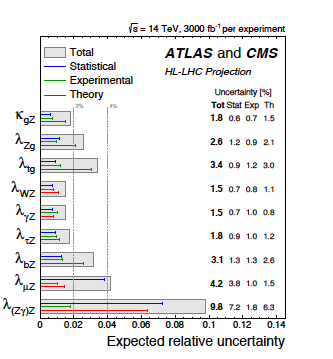 √s = 14 TeV, 3000 fb⁻¹ per experiment
Total
Statistical
Experimental
Theory
ATLAS and CMS
HL-LHC Projection
Uncertainty [%]
Tot Stat Exp Th
2% 4%
κgZ 1.8 0.6 0.7 1.5
λZg 2.6 1.2 0.9 2.1
λtg 3.4 0.9 1.2 3.0
λWZ 1.5 0.7 0.8 1.1
λγZ 1.5 0.7 1.0 0.8
λτZ 1.8 0.9 1.0 1.2
λbZ 3.1 1.3 1.3 2.6
λμZ 4.2 3.8 1.0 1.5
λ(Zγ)Z 9.8 7.2 1.8 6.3
0 0.02 0.04 0.06 0.08 0.1 0.12 0.14
Expected relative uncertainty